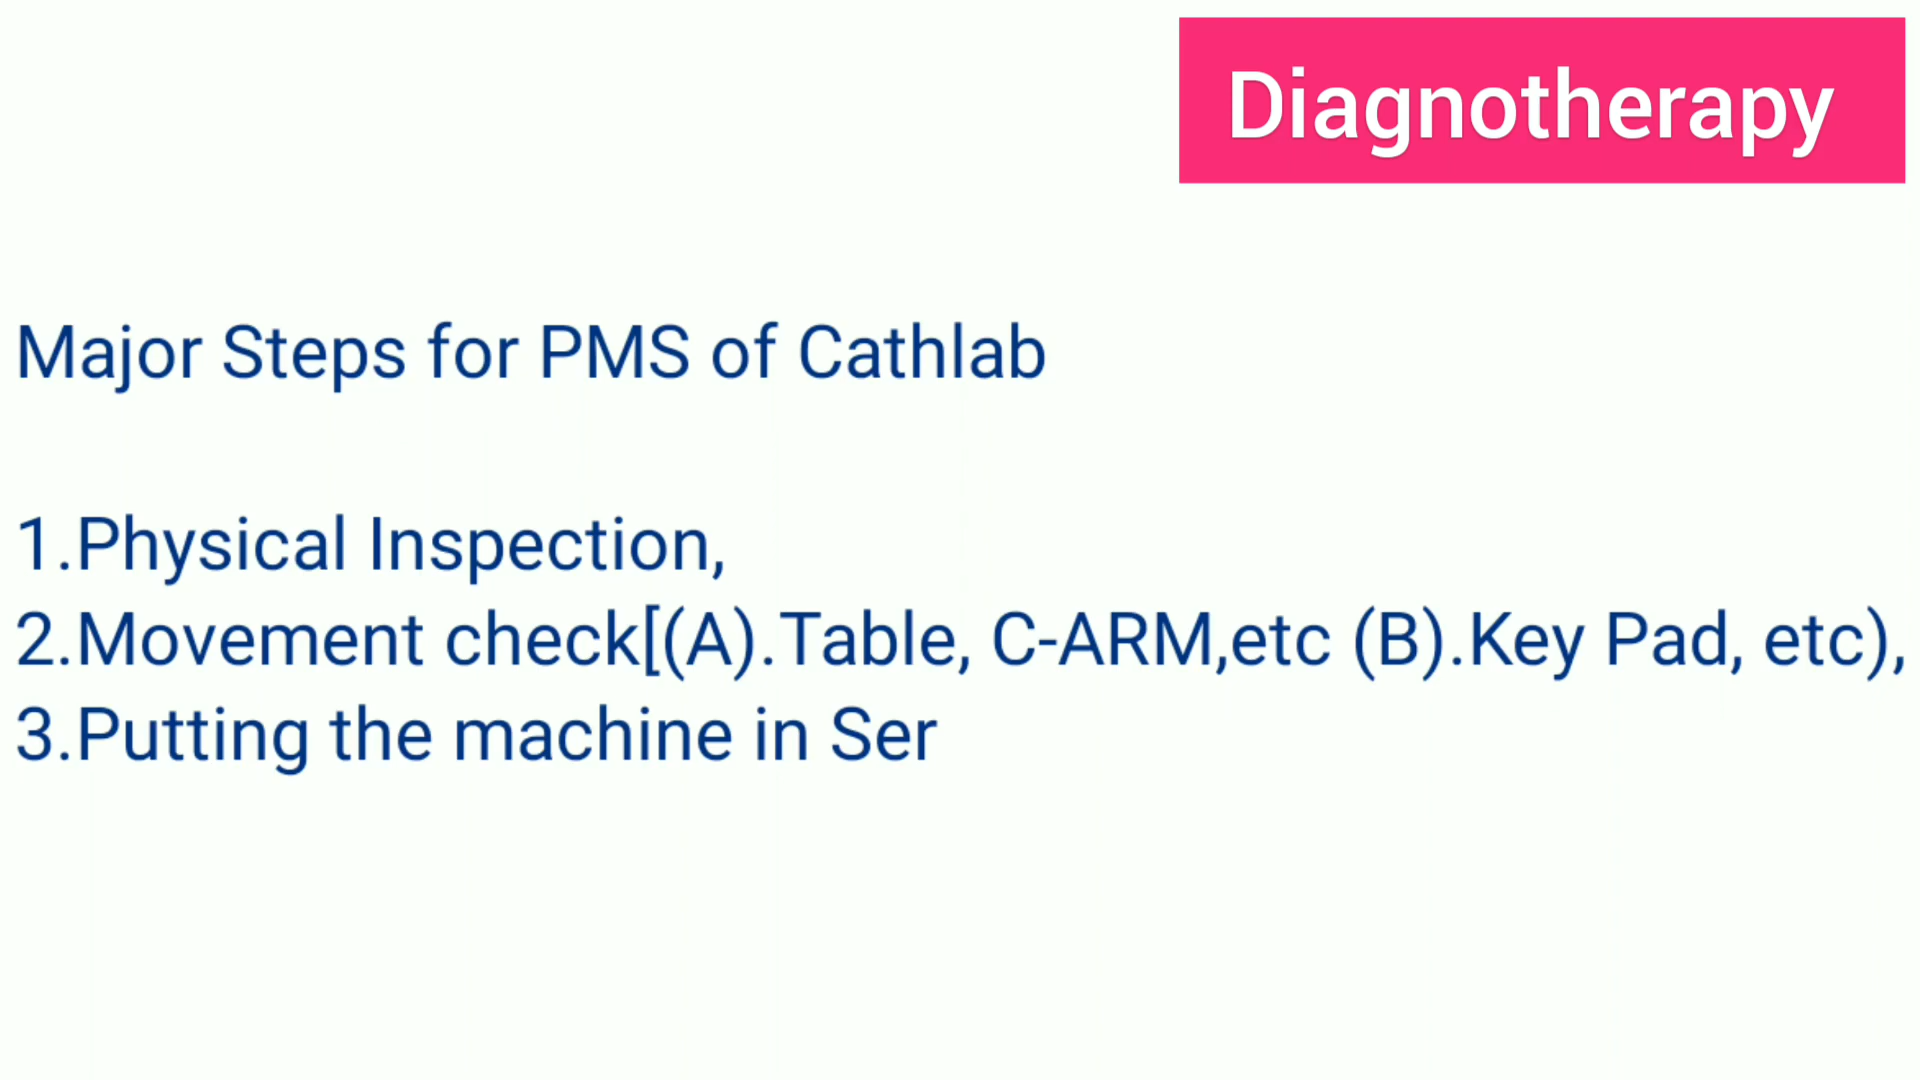 Diagnotherapy
Major Steps for PMS of Cathlab
1.Physical Inspection,
2.Movement check[(A).Table, C-ARM,etc (B).Key Pad, etc),
3.Putting the machine in Ser